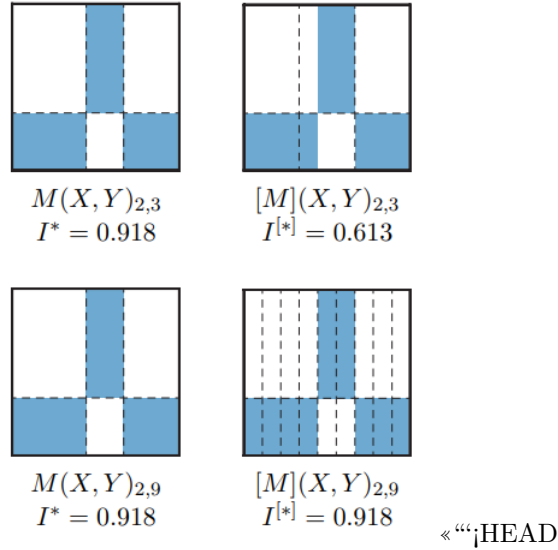 M(X, Y)₂,₃
I* = 0.918
[M](X, Y)₂,₃
I^[*] = 0.613
M(X, Y)₂,₉
I* = 0.918
[M](X, Y)₂,₉
I^[*] = 0.918
«“‘¡HEAD